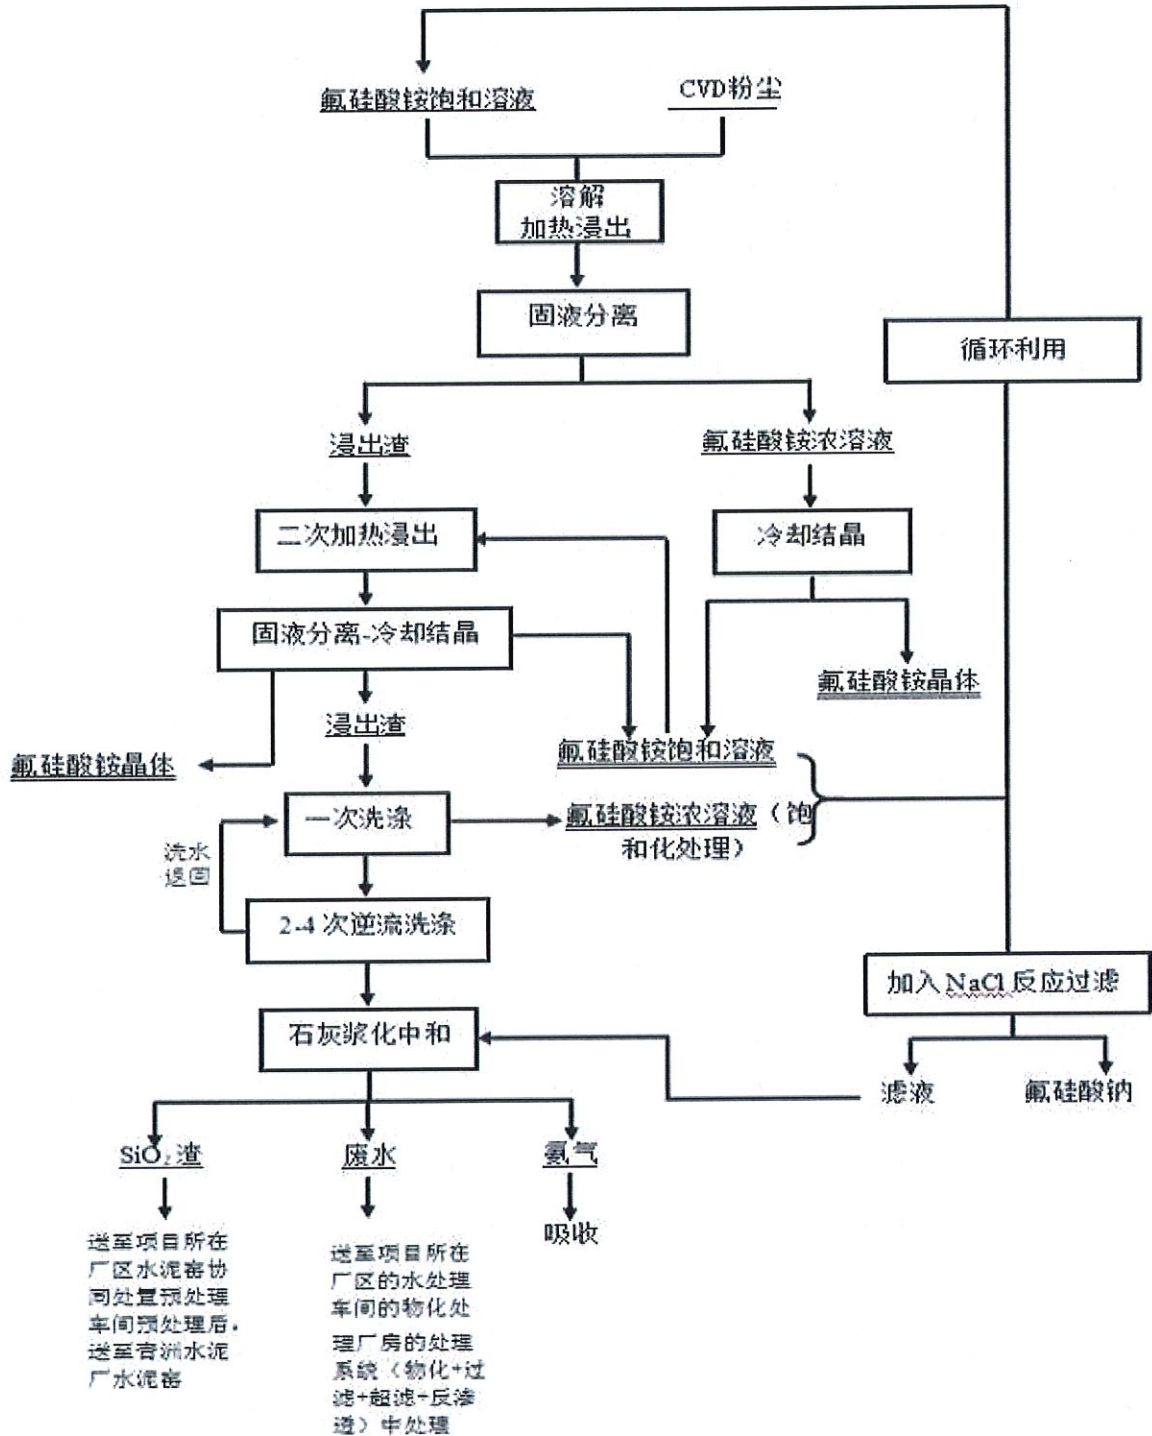 氟硅酸铵饱和溶液
CVD粉尘
溶解
加热浸出
固液分离
循环利用
浸出渣
氟硅酸铵浓溶液
二次加热浸出
冷却结晶
固液分离-冷却结晶
氟硅酸铵晶体
浸出渣
氟硅酸铵晶体
氟硅酸铵饱和溶液
一次洗涤
氟硅酸铵浓溶液（饱
和化处理）
洗水
退回
2-4 次逆流洗涤
加入 NaCl 反应过滤
石灰浆化中和
滤液
氟硅酸钠
SiO₂ 渣
废水
氨气
吸收
送至项目所在
厂区水泥窑协
同处置预处理
车间预处理后，
送至青洲水泥
厂水泥窑
送至项目所在
厂区的水处理
车间的物化处
理厂房的处理
系统（物化+过
滤+超滤+反渗
透）中处理